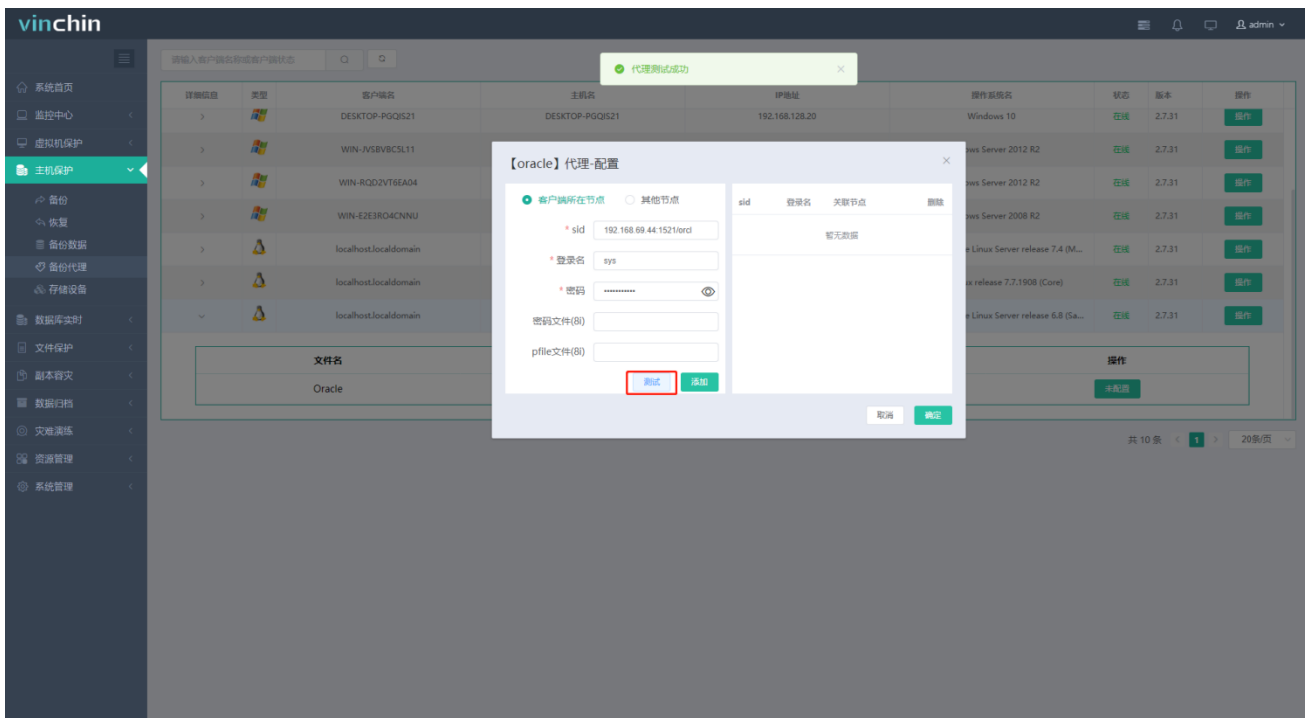 vinchin
admin
请输入客户端名称或客户端状态
代理测试成功
系统首页
监控中心
虚拟机保护
主机保护
备份
恢复
备份数据
备份代理
存储设备
数据库实时
文件保护
副本容灾
数据归档
灾难演练
资源管理
系统管理
详细信息 类型 客户端名 主机名 IP地址 操作系统名 状态 版本 操作
DESKTOP-PGQIS21 DESKTOP-PGQIS21 192.168.128.20 Windows 10 在线 2.7.31 操作
WIN-JVSBVBC5L11 ows Server 2012 R2 在线 2.7.31 操作
WIN-RQD2VT6EA04 ows Server 2012 R2 在线 2.7.31 操作
WIN-E2E3RO4CNNU ows Server 2008 R2 在线 2.7.31 操作
localhost.localdomain e Linux Server release 7.4 (M... 在线 2.7.31 操作
localhost.localdomain ux release 7.7.1908 (Core) 在线 2.7.31 操作
localhost.localdomain e Linux Server release 6.8 (Sa... 在线 2.7.31 操作
文件名 操作
Oracle 未配置
共 10 条 1 20条/页
【oracle】代理-配置
客户端所在节点 其他节点
* sid 192.168.69.44:1521/orcl
* 登录名 sys
* 密码 ···········
密码文件(8i)
pfile文件(8i)
测试 添加
sid 登录名 关联节点 删除
暂无数据
取消 确定